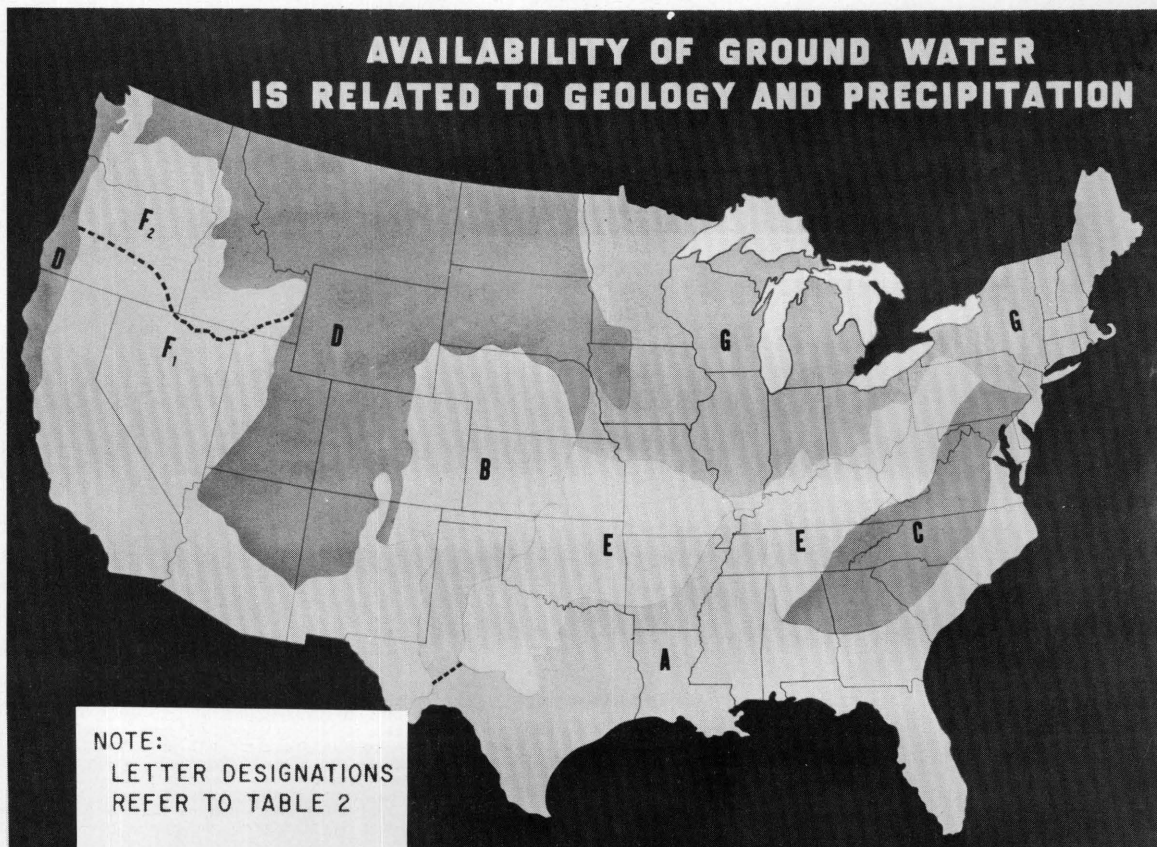 AVAILABILITY OF GROUND WATER
IS RELATED TO GEOLOGY AND PRECIPITATION
F2
D
F1
D
G
G
B
E
E
C
A
NOTE:
LETTER DESIGNATIONS
REFER TO TABLE 2